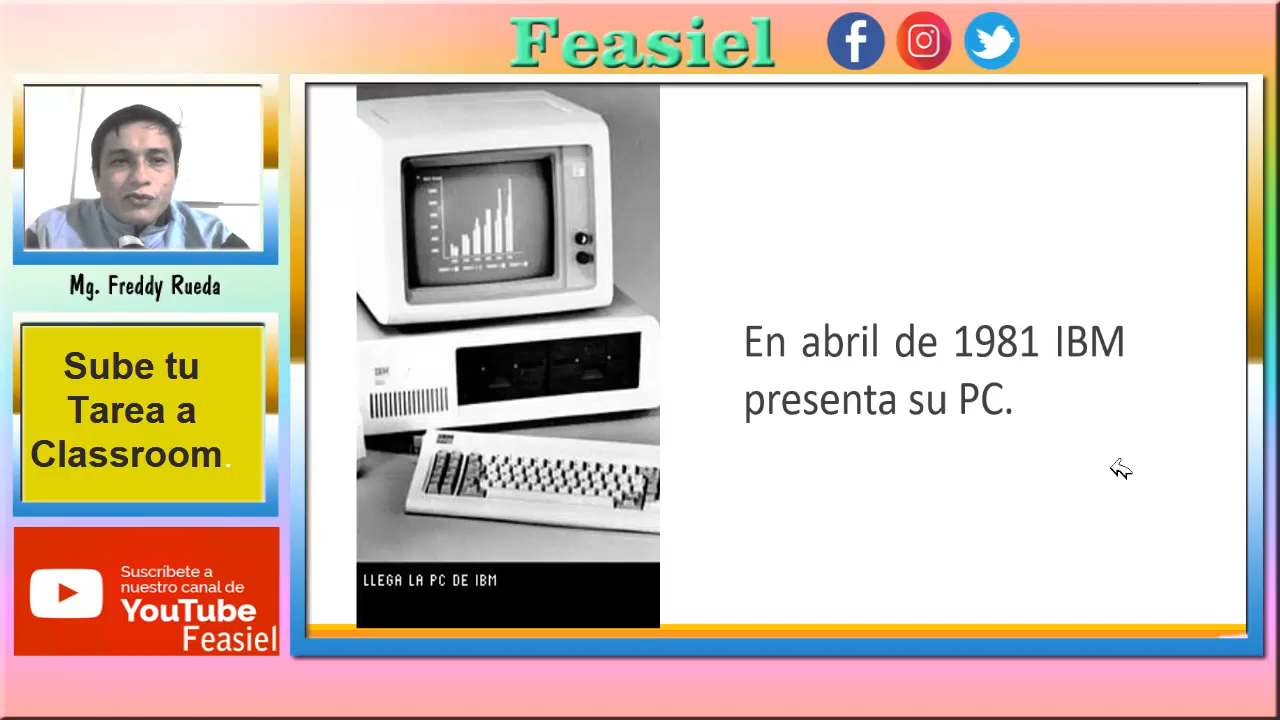 Feasiel
Mg. Freddy Rueda
Sube tu
Tarea a
Classroom.
Suscríbete a
nuestro canal de
YouTube
Feasiel
IBM
LLEGA LA PC DE IBM
En abril de 1981 IBM
presenta su PC.